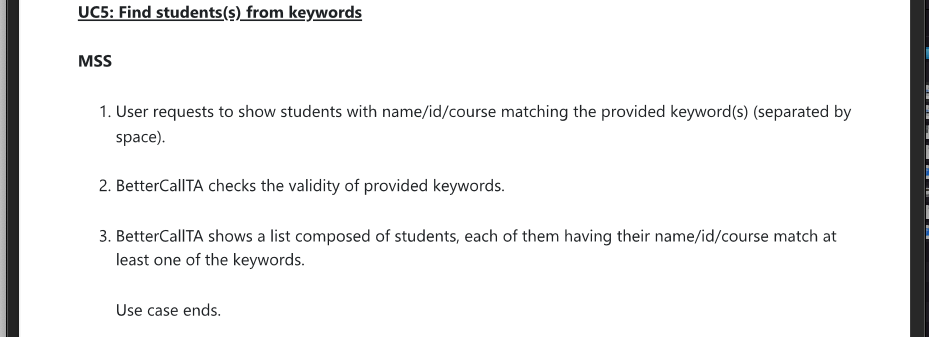 UC5: Find students(s) from keywords
MSS
1. User requests to show students with name/id/course matching the provided keyword(s) (separated by
space).
2. BetterCallTA checks the validity of provided keywords.
3. BetterCallTA shows a list composed of students, each of them having their name/id/course match at
least one of the keywords.
Use case ends.